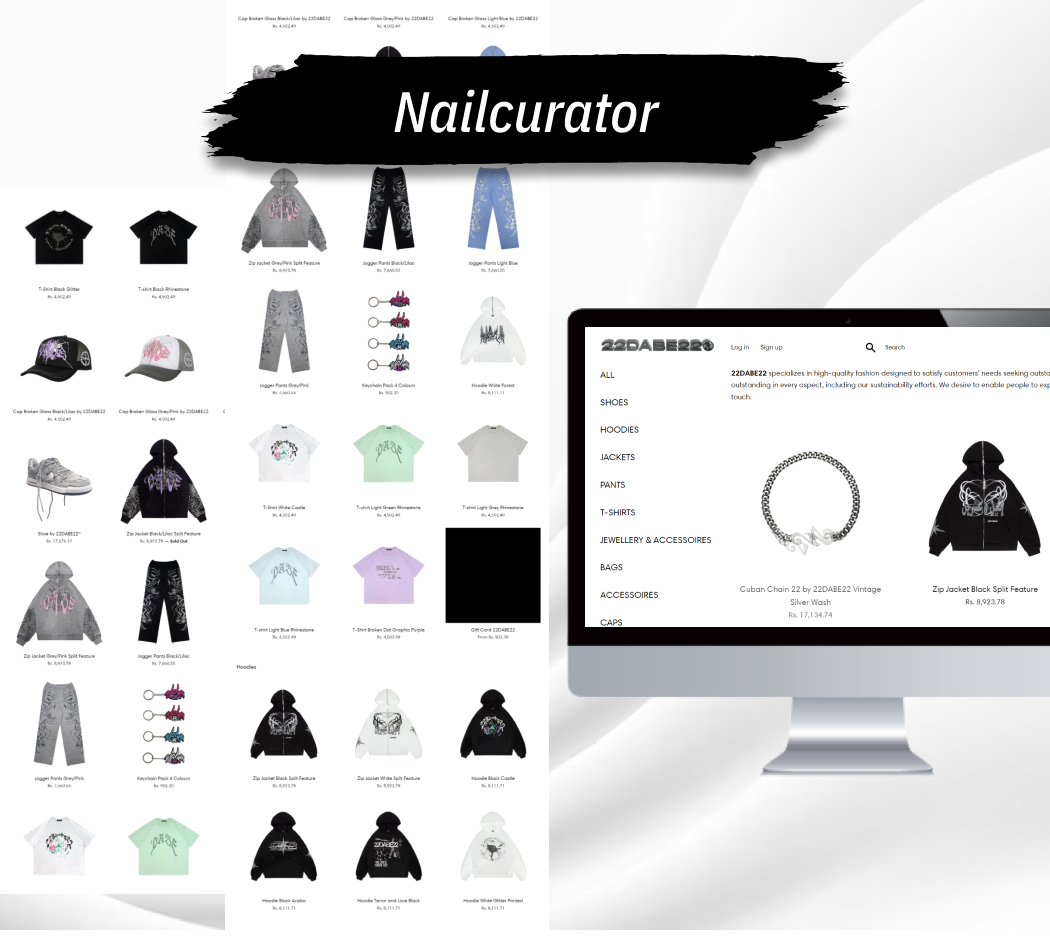 Cap Broken Glass Black/Lilac by 22DABE22
Rs. 4,502.49
Cap Broken Glass Grey/Pink by 22DABE22
Rs. 4,502.49
Cap Broken Glass Light Blue by 22DABE22
Rs. 4,502.49
Nailcurator
T-Shirt Black Glitter
Rs. 4,502.49
T-shirt Black Rhinestone
Rs. 4,502.49
Cap Broken Glass Black/Lilac by 22DABE22
Rs. 4,502.49
Cap Broken Glass Grey/Pink by 22DABE22
Rs. 4,502.49
Shoe by 22DABE22®
Rs. 17,676.13
Zip Jacket Black/Lilac Split Feature
Rs. 8,923.78 — Sold Out
Zip Jacket Grey/Pink Split Feature
Rs. 8,923.78
Jogger Pants Black/Lilac
Rs. 7,660.55
Jogger Pants Grey/Pink
Rs. 7,660.55
Keychain Pack 4 Colours
Rs. 902.30
Zip Jacket Grey/Pink Split Feature
Rs. 8,923.78
Jogger Pants Black/Lilac
Rs. 7,660.55
Jogger Pants Light Blue
Rs. 7,660.55
Jogger Pants Grey/Pink
Rs. 7,660.55
Keychain Pack 4 Colours
Rs. 902.30
Hoodie White Forest
Rs. 8,111.71
T-Shirt White Castle
Rs. 4,502.49
T-shirt Light Green Rhinestone
Rs. 4,502.49
T-shirt Light Grey Rhinestone
Rs. 4,502.49
T-shirt Light Blue Rhinestone
Rs. 4,502.49
T-Shirt Broken Dot Graphic Purple
Rs. 4,502.49
Gift Card 22DABE22
From Rs. 902.30
Hoodies
Zip Jacket Black Split Feature
Rs. 8,923.78
Zip Jacket White Split Feature
Rs. 8,923.78
Hoodie Black Castle
Rs. 8,111.71
22DABE22
Hoodie Black Arabic
Rs. 8,111.71
Hoodie Terror and Love Black
Rs. 8,111.71
Hoodie White Glitter Printed
Rs. 8,111.71
22DABE22
Log in
Sign up
Search
ALL
SHOES
HOODIES
JACKETS
PANTS
T-SHIRTS
JEWELLERY & ACCESSORIES
BAGS
ACCESSORIES
CAPS
22DABE22 specializes in high-quality fashion designed to satisfy customers' needs seeking outsta
outstanding in every aspect, including our sustainability efforts. We desire to enable people to exp
touch.
Cuban Chain 22 by 22DABE22 Vintage
Silver Wash
Rs. 17,134.74
Zip Jacket Black Split Feature
Rs. 8,923.78